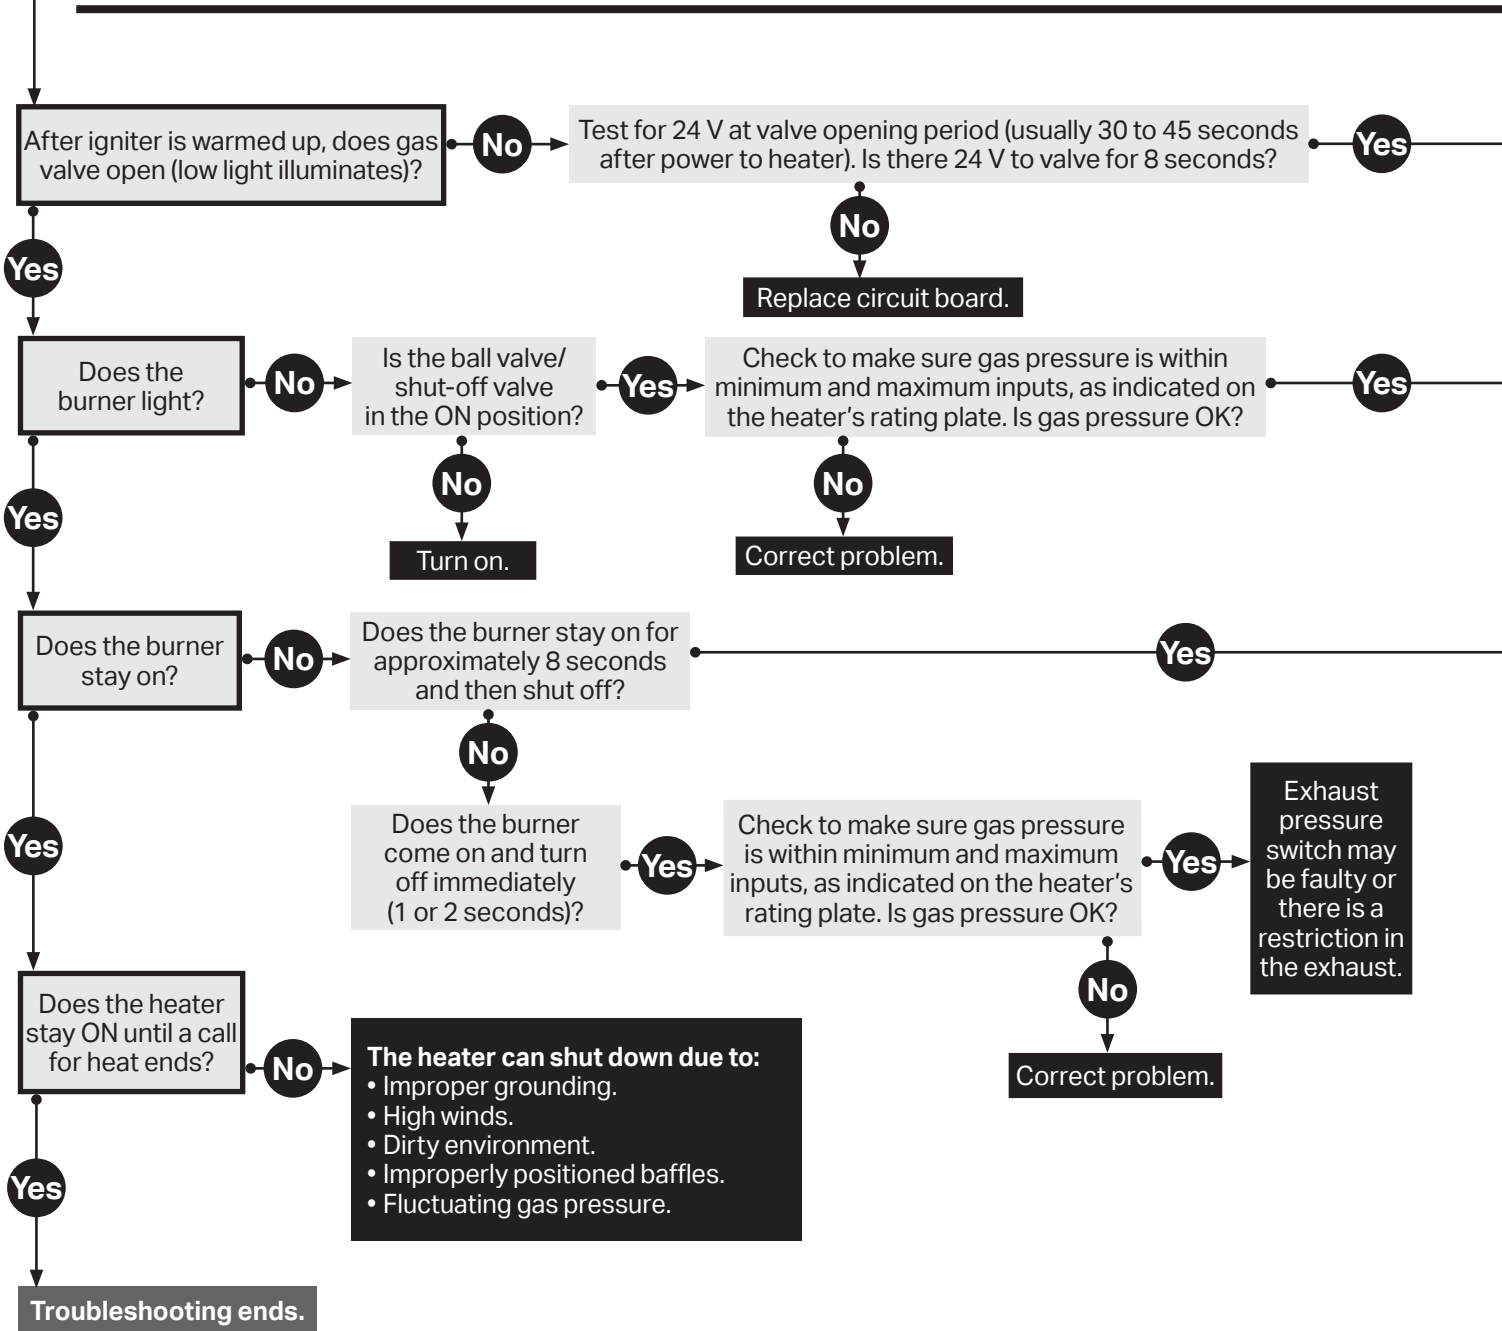 After igniter is warmed up, does gas
valve open (low light illuminates)?
No
Test for 24 V at valve opening period (usually 30 to 45 seconds
after power to heater). Is there 24 V to valve for 8 seconds?
Yes
No
Replace circuit board.
Yes
Does the
burner light?
No
Is the ball valve/
shut-off valve
in the ON position?
Yes
Check to make sure gas pressure is within
minimum and maximum inputs, as indicated on
the heater's rating plate. Is gas pressure OK?
Yes
No
Turn on.
No
Correct problem.
Yes
Does the burner
stay on?
No
Does the burner stay on for
approximately 8 seconds
and then shut off?
Yes
No
Does the burner
come on and turn
off immediately
(1 or 2 seconds)?
Yes
Check to make sure gas pressure
is within minimum and maximum
inputs, as indicated on the heater's
rating plate. Is gas pressure OK?
Yes
Exhaust
pressure
switch may
be faulty or
there is a
restriction in
the exhaust.
No
Correct problem.
Yes
Does the heater
stay ON until a call
for heat ends?
No
The heater can shut down due to:
• Improper grounding.
• High winds.
• Dirty environment.
• Improperly positioned baffles.
• Fluctuating gas pressure.
Yes
Troubleshooting ends.